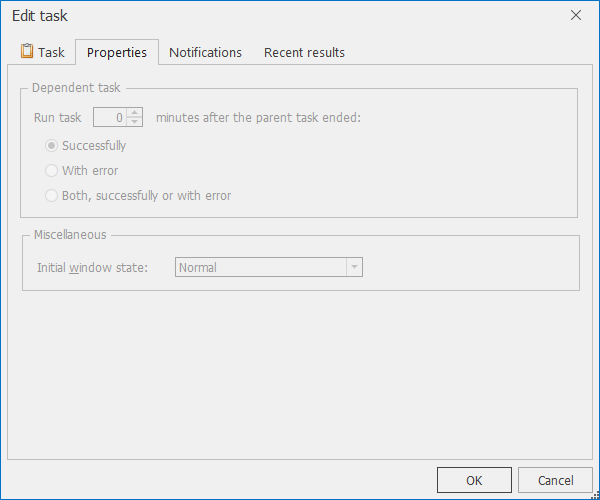 Edit task
Task Properties Notifications Recent results
Dependent task
Run task 0 minutes after the parent task ended:
Successfully
With error
Both, successfully or with error
Miscellaneous
Initial window state: Normal
OK Cancel